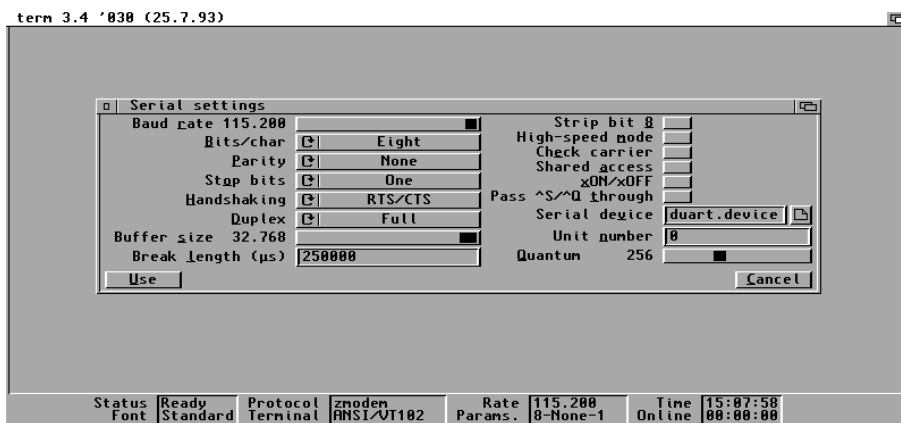 term 3.4 '030 (25.7.93)
Serial settings
Baud rate 115.200
Bits/char Eight
Parity None
Stop bits One
Handshaking RTS/CTS
Duplex Full
Buffer size 32.768
Break length (µs) 250000
Use
Strip bit 8
High-speed mode
Check carrier
Shared access
xON/xOFF
Pass ^S/^Q through
Serial device duart.device
Unit number 0
Quantum 256
Cancel
Status Ready Protocol zmodem Rate 115.200 Time 15:07:58
Font Standard Terminal ANSI/VT102 Params. 8-None-1 Online 00:00:00